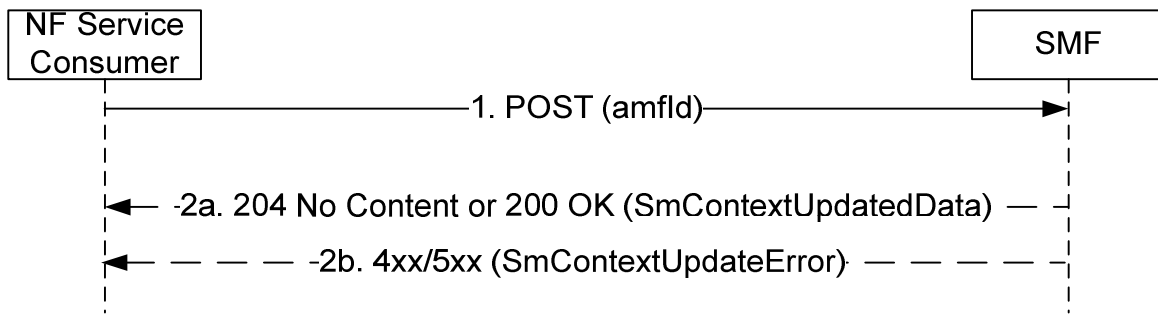 NF Service
Consumer
SMF
1. POST (amfId)
2a. 204 No Content or 200 OK (SmContextUpdatedData)
2b. 4xx/5xx (SmContextUpdateError)